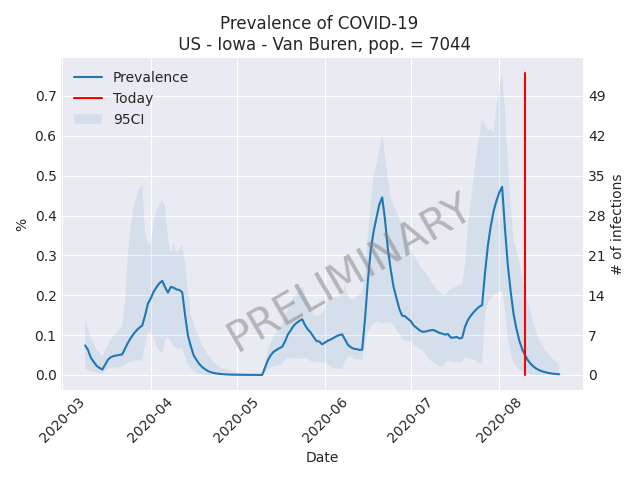 Prevalence of COVID-19
US - Iowa - Van Buren, pop. = 7044
Prevalence
Today
95CI
0.7
0.6
0.5
0.4
0.3
0.2
0.1
0.0
%
49
42
35
28
21
14
7
0
# of infections
PRELIMINARY
2020-03
2020-04
2020-05
2020-06
2020-07
2020-08
Date